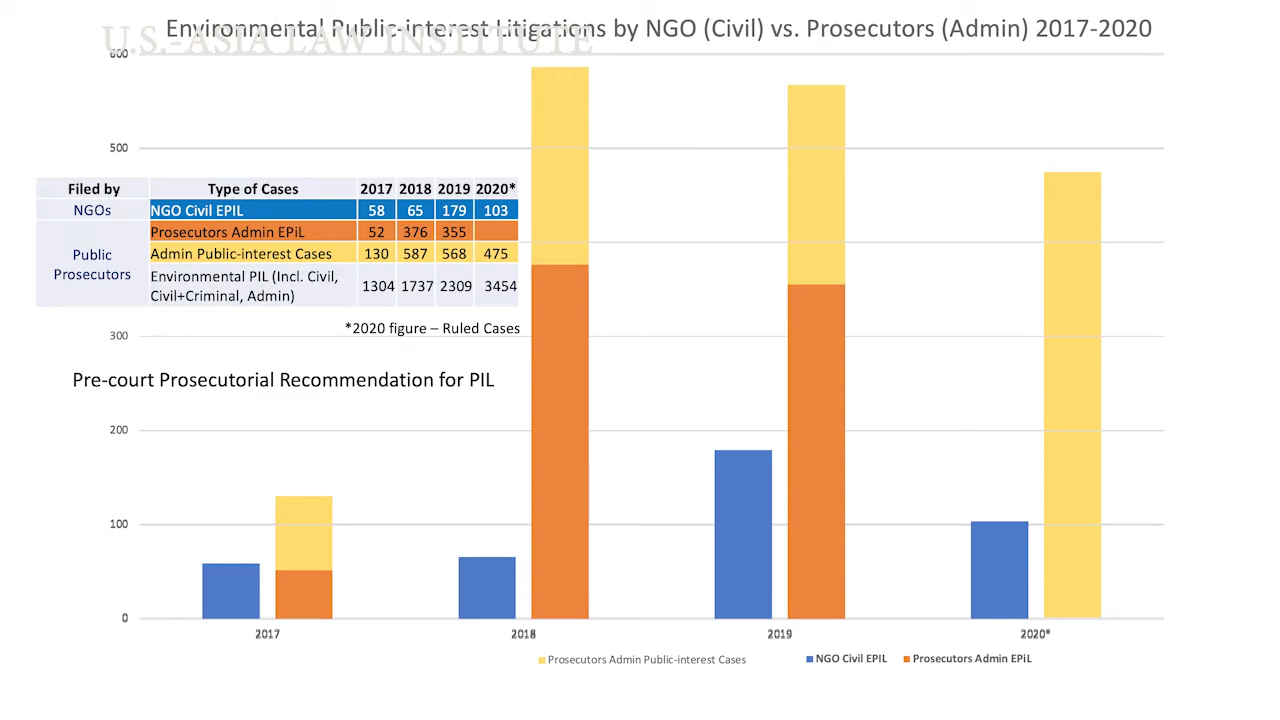 Environmental Public-interest Litigations by NGO (Civil) vs. Prosecutors (Admin) 2017-2020
U.S.-ASIA LAW INSTITUTE
600
500
Filed by Type of Cases 2017 2018 2019 2020*
NGOs NGO Civil EPIL 58 65 179 103
Public Prosecutors
Prosecutors Admin EPiL 52 376 355
Admin Public-interest Cases 130 587 568 475
Environmental PIL (Incl. Civil,
Civil+Criminal, Admin) 1304 1737 2309 3454
*2020 figure – Ruled Cases
300
Pre-court Prosecutorial Recommendation for PIL
200
100
0
2017 2018 2019 2020*
Prosecutors Admin Public-interest Cases NGO Civil EPIL Prosecutors Admin EPiL